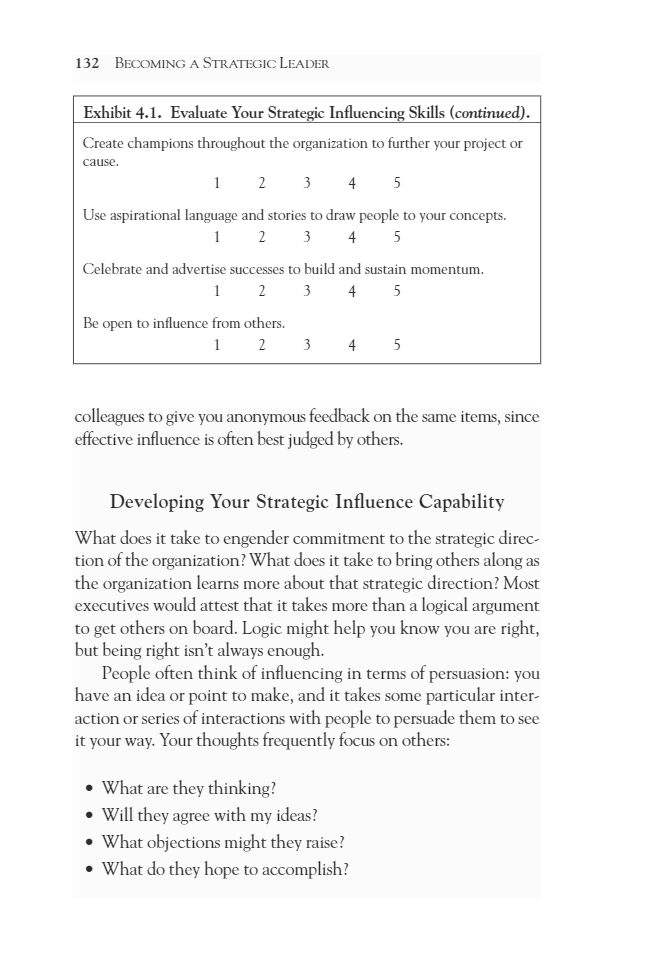 132 BECOMING A STRATEGIC LEADER
Exhibit 4.1. Evaluate Your Strategic Influencing Skills (continued).
Create champions throughout the organization to further your project or
cause.
1 2 3 4 5
Use aspirational language and stories to draw people to your concepts.
1 2 3 4 5
Celebrate and advertise successes to build and sustain momentum.
1 2 3 4 5
Be open to influence from others.
1 2 3 4 5
colleagues to give you anonymous feedback on the same items, since
effective influence is often best judged by others.
Developing Your Strategic Influence Capability
What does it take to engender commitment to the strategic direc-
tion of the organization? What does it take to bring others along as
the organization learns more about that strategic direction? Most
executives would attest that it takes more than a logical argument
to get others on board. Logic might help you know you are right,
but being right isn't always enough.
People often think of influencing in terms of persuasion: you
have an idea or point to make, and it takes some particular inter-
action or series of interactions with people to persuade them to see
it your way. Your thoughts frequently focus on others:
• What are they thinking?
• Will they agree with my ideas?
• What objections might they raise?
• What do they hope to accomplish?